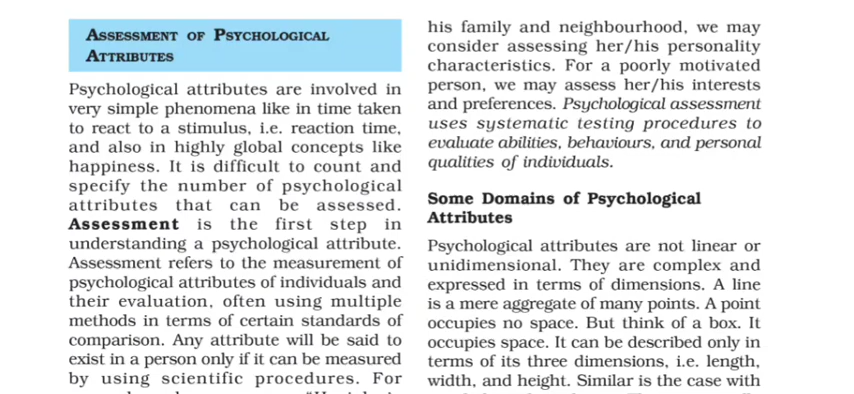 ASSESSMENT OF PSYCHOLOGICAL
ATTRIBUTES
Psychological attributes are involved in
very simple phenomena like in time taken
to react to a stimulus, i.e. reaction time,
and also in highly global concepts like
happiness. It is difficult to count and
specify the number of psychological
attributes that can be assessed.
Assessment is the first step in
understanding a psychological attribute.
Assessment refers to the measurement of
psychological attributes of individuals and
their evaluation, often using multiple
methods in terms of certain standards of
comparison. Any attribute will be said to
exist in a person only if it can be measured
by using scientific procedures. For
his family and neighbourhood, we may
consider assessing her/his personality
characteristics. For a poorly motivated
person, we may assess her/his interests
and preferences. Psychological assessment
uses systematic testing procedures to
evaluate abilities, behaviours, and personal
qualities of individuals.
Some Domains of Psychological
Attributes
Psychological attributes are not linear or
unidimensional. They are complex and
expressed in terms of dimensions. A line
is a mere aggregate of many points. A point
occupies no space. But think of a box. It
occupies space. It can be described only in
terms of its three dimensions, i.e. length,
width, and height. Similar is the case with